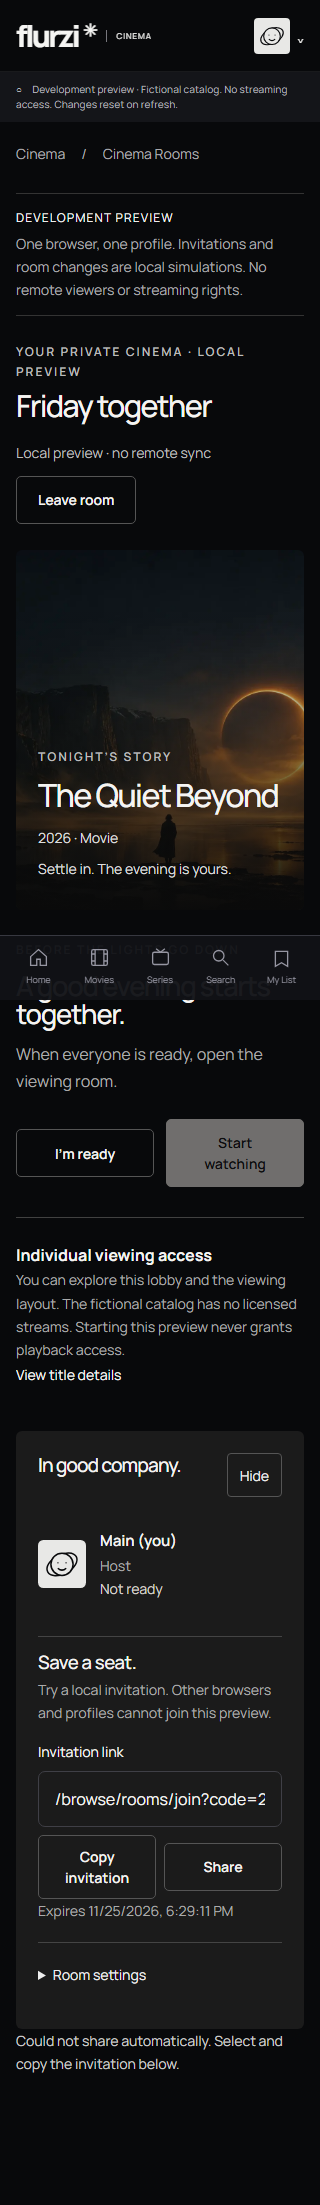 flurzi * | CINEMA
Development preview · Fictional catalog. No streaming
access. Changes reset on refresh.
Cinema / Cinema Rooms
DEVELOPMENT PREVIEW
One browser, one profile. Invitations and
room changes are local simulations. No
remote viewers or streaming rights.
YOUR PRIVATE CINEMA · LOCAL
PREVIEW
Friday together
Local preview · no remote sync
Leave room
TONIGHT'S STORY
The Quiet Beyond
2026 · Movie
Settle in. The evening is yours.
BEFORE THE LIGHTS GO DOWN
Home Movies Series Search My List
A good evening starts
together.
When everyone is ready, open the
viewing room.
I'm ready
Start
watching
Individual viewing access
You can explore this lobby and the viewing
layout. The fictional catalog has no licensed
streams. Starting this preview never grants
playback access.
View title details
In good company.
Hide
Main (you)
Host
Not ready
Save a seat.
Try a local invitation. Other browsers
and profiles cannot join this preview.
Invitation link
/browse/rooms/join?code=2
Copy
invitation
Share
Expires 11/25/2026, 6:29:11 PM
Room settings
Could not share automatically. Select and
copy the invitation below.